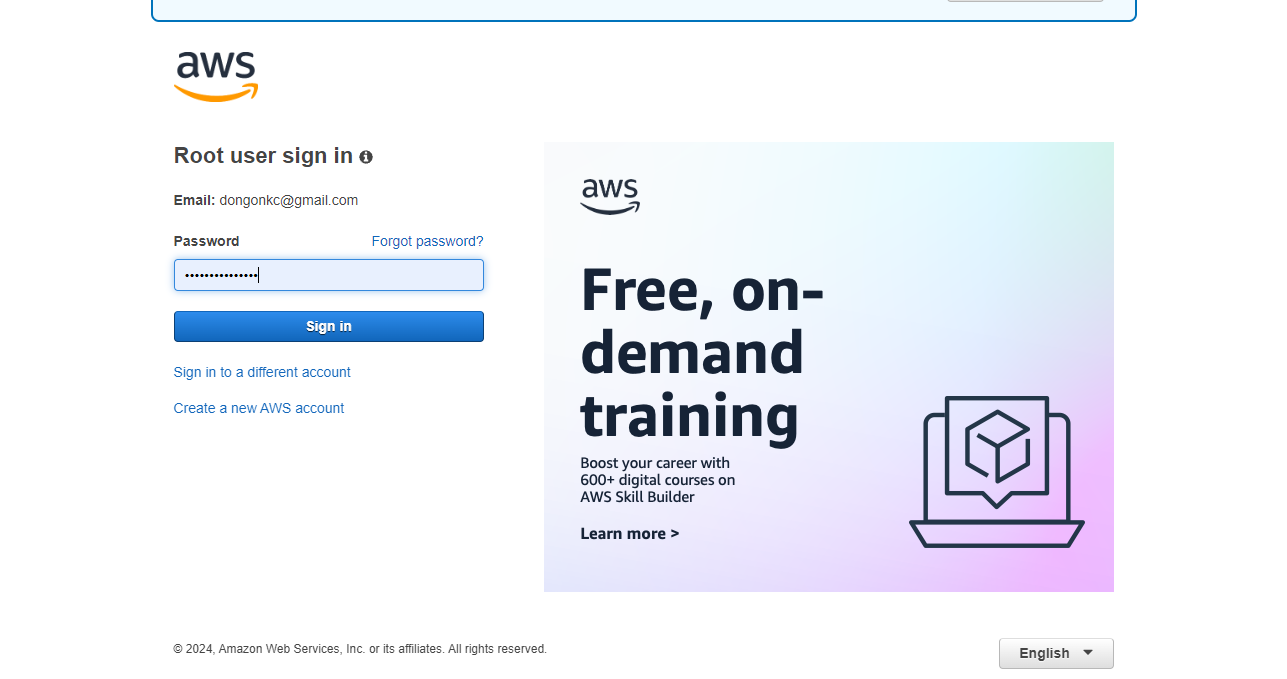 aws
Root user sign in
Email: dongonkc@gmail.com
Password
Forgot password?
•••••••••••••••
Sign in
Sign in to a different account
Create a new AWS account
aws
Free, on-
demand
training
Boost your career with
600+ digital courses on
AWS Skill Builder
Learn more >
© 2024, Amazon Web Services, Inc. or its affiliates. All rights reserved.
English